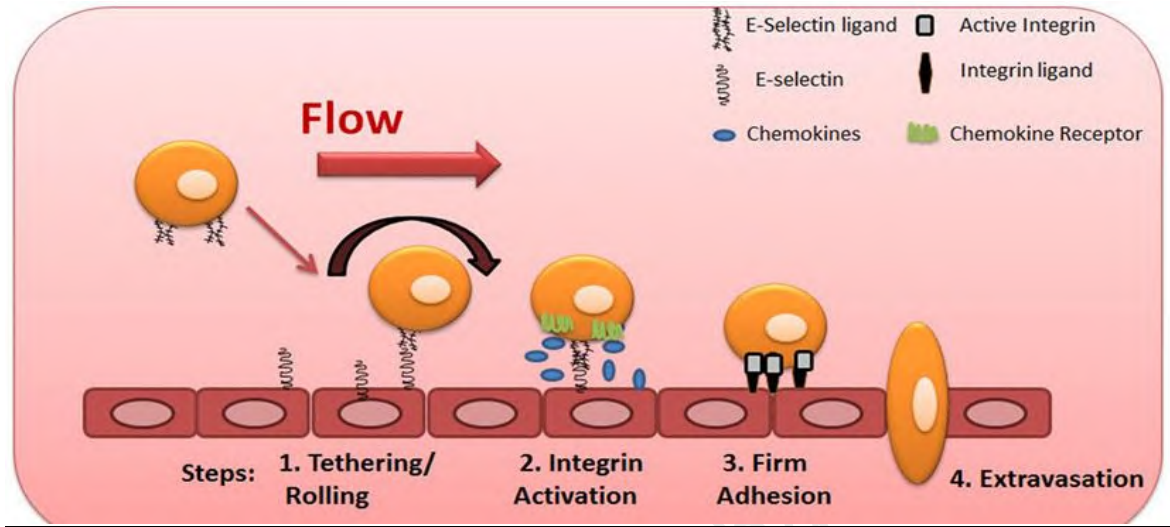 E-Selectin ligand
Active Integrin
E-selectin
Integrin ligand
Chemokines
Chemokine Receptor
Flow
Steps:
1. Tethering/
Rolling
2. Integrin
Activation
3. Firm
Adhesion
4. Extravasation